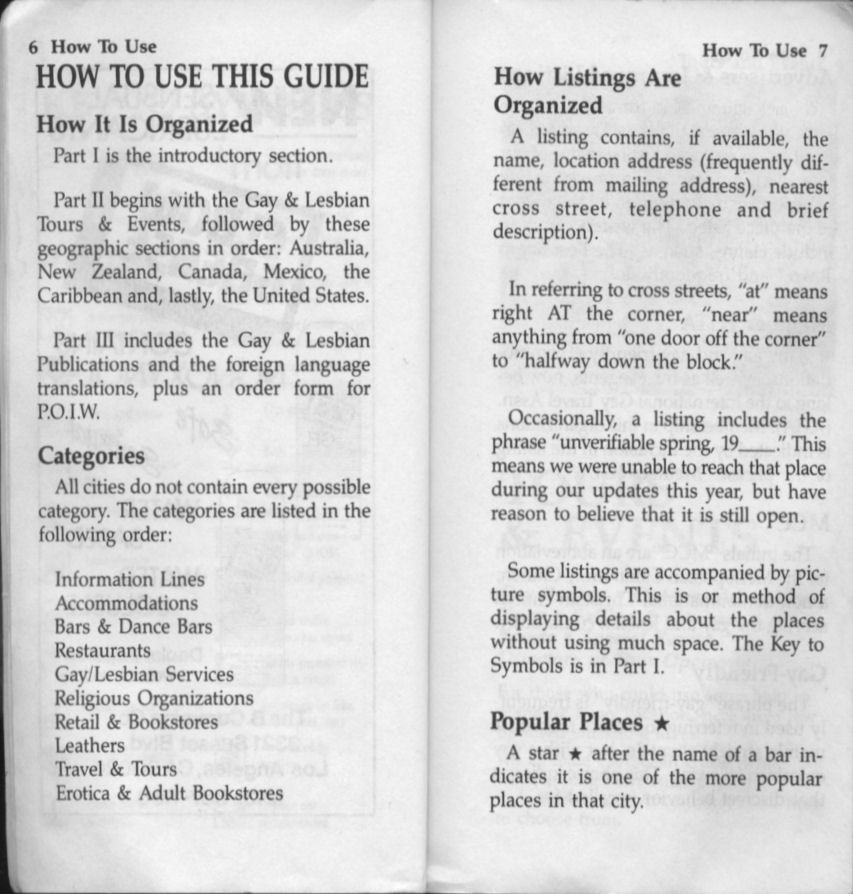 6 How To Use
HOW TO USE THIS GUIDE
How It Is Organized
Part I is the introductory section.
Part II begins with the Gay & Lesbian
Tours & Events, followed by these
geographic sections in order: Australia,
New Zealand, Canada, Mexico, the
Caribbean and, lastly, the United States.
Part III includes the Gay & Lesbian
Publications and the foreign language
translations, plus an order form for
P.O.I.W.
Categories
All cities do not contain every possible
category. The categories are listed in the
following order:
Information Lines
Accommodations
Bars & Dance Bars
Restaurants
Gay/Lesbian Services
Religious Organizations
Retail & Bookstores
Leathers
Travel & Tours
Erotica & Adult Bookstores
How To Use 7
How Listings Are
Organized
A listing contains, if available, the
name, location address (frequently dif-
ferent from mailing address), nearest
cross street, telephone and brief
description).
In referring to cross streets, "at" means
right AT the corner, "near" means
anything from "one door off the corner"
to "halfway down the block."
Occasionally, a listing includes the
phrase "unverifiable spring, 19____." This
means we were unable to reach that place
during our updates this year, but have
reason to believe that it is still open.
Some listings are accompanied by pic-
ture symbols. This is or method of
displaying details about the places
without using much space. The Key to
Symbols is in Part I.
Popular Places ★
A star ★ after the name of a bar in-
dicates it is one of the more popular
places in that city.